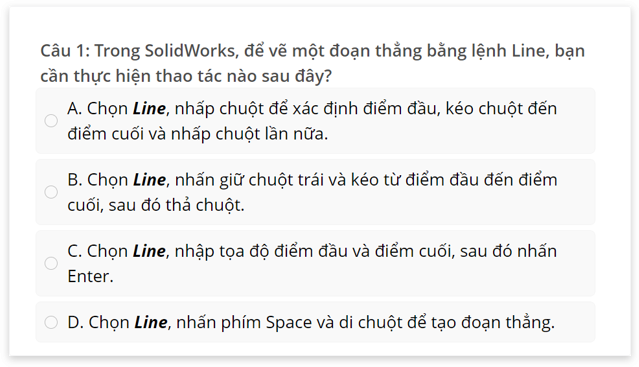 Câu 1: Trong SolidWorks, để vẽ một đoạn thẳng bằng lệnh Line, bạn
cần thực hiện thao tác nào sau đây?
A. Chọn Line, nhấp chuột để xác định điểm đầu, kéo chuột đến
điểm cuối và nhấp chuột lần nữa.
B. Chọn Line, nhấn giữ chuột trái và kéo từ điểm đầu đến điểm
cuối, sau đó thả chuột.
C. Chọn Line, nhập tọa độ điểm đầu và điểm cuối, sau đó nhấn
Enter.
D. Chọn Line, nhấn phím Space và di chuột để tạo đoạn thẳng.